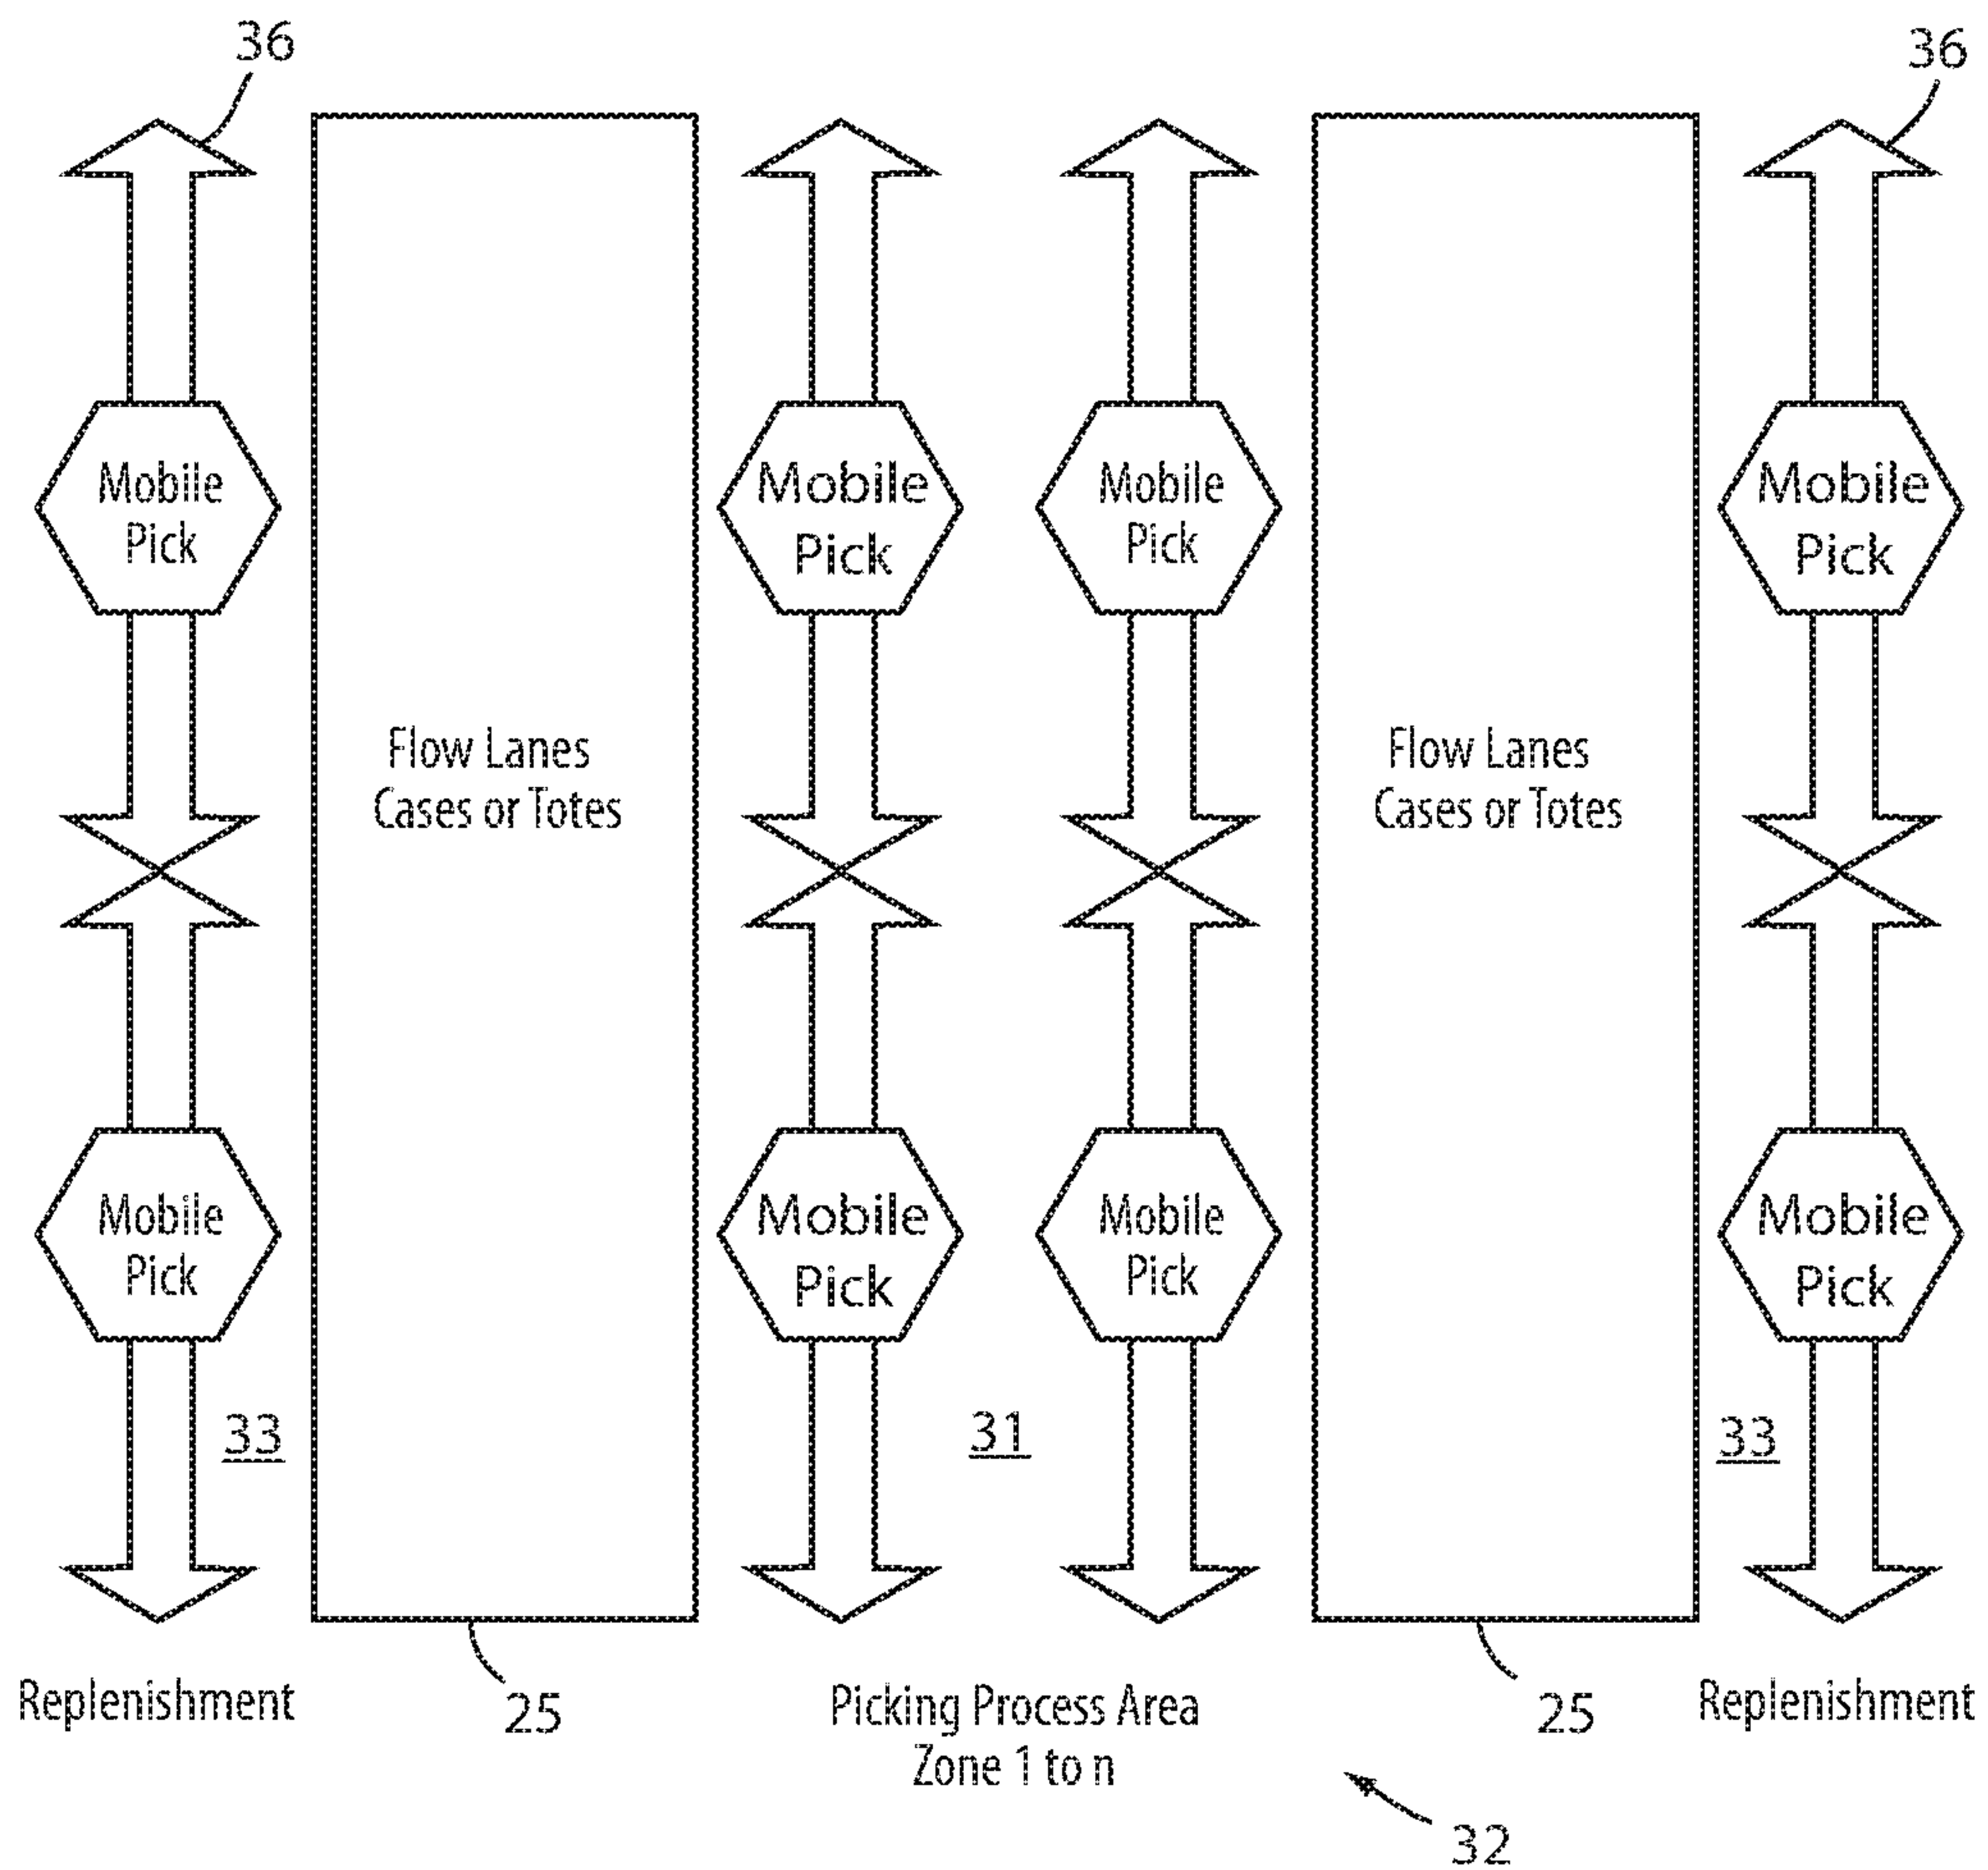 36
36
Mobile
Pick
Mobile
Pick
Mobile
Pick
Mobile
Pick
Flow Lanes
Cases or Totes
Flow Lanes
Cases or Totes
Mobile
Pick
Mobile
Pick
Mobile
Pick
Mobile
Pick
33
31
33
Replenishment
25
Picking Process Area
Zone 1 to n
25
Replenishment
32